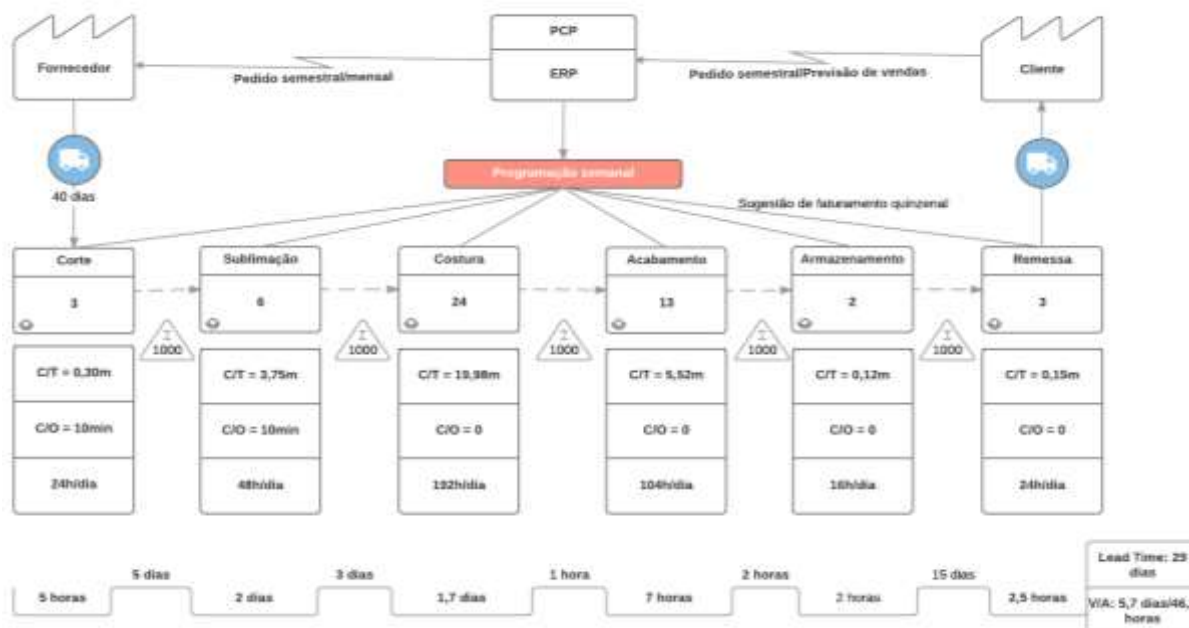 PCP
ERP
Fornecedor
Pedido semestral/mensal
Pedido semestral/Previsão de vendas
Cliente
Programação semanal
40 dias
Sugestão de faturamento quinzenal
Corte
Sublimação
Costura
Acabamento
Armazenamento
Remessa
3
6
24
13
2
3
I
1000
I
1000
I
1000
I
1000
I
1000
C/T = 0,30m
C/T = 3,75m
C/T = 19,98m
C/T = 5,52m
C/T = 0,12m
C/T = 0,15m
C/O = 10min
C/O = 10min
C/O = 0
C/O = 0
C/O = 0
C/O = 0
24h/dia
48h/dia
192h/dia
104h/dia
16h/dia
24h/dia
5 dias
3 dias
1 hora
2 horas
15 dias
5 horas
2 dias
1,7 dias
7 horas
2 horas
2,5 horas
Lead Time: 29
dias
V/A: 5,7 dias/46,
horas